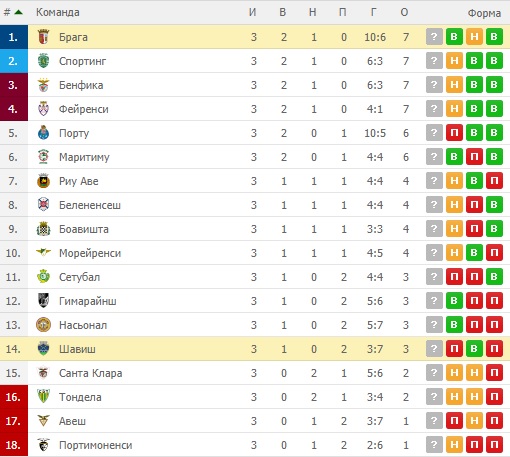 # Команда И В Н П Г О Форма
1. Брага 3 2 1 0 10:6 7 ? В Н В
2. Спортинг 3 2 1 0 6:3 7 ? Н В В
3. Бенфика 3 2 1 0 6:3 7 ? Н В В
4. Фейренси 3 2 1 0 4:1 7 ? Н В В
5. Порту 3 2 0 1 10:5 6 ? П В В
6. Маритиму 3 2 0 1 4:4 6 ? В П В
7. Риу Аве 3 1 1 1 4:4 4 ? Н В П
8. Белененсеш 3 1 1 1 4:4 4 ? Н П В
9. Боавишта 3 1 1 1 3:3 4 ? Н П В
10. Морейренси 3 1 1 1 4:5 4 ? Н В П
11. Сетубал 3 1 0 2 4:4 3 ? П П В
12. Гимарайнш 3 1 0 2 5:6 3 ? В П П
13. Насьонал 3 1 0 2 5:7 3 ? В П П
14. Шавиш 3 1 0 2 3:7 3 ? П В П
15. Санта Клара 3 0 2 1 5:6 2 ? Н Н П
16. Тондела 3 0 2 1 3:4 2 ? Н Н П
17. Авеш 3 0 1 2 3:7 1 ? П Н П
18. Портимоненси 3 0 1 2 2:6 1 ? Н П П